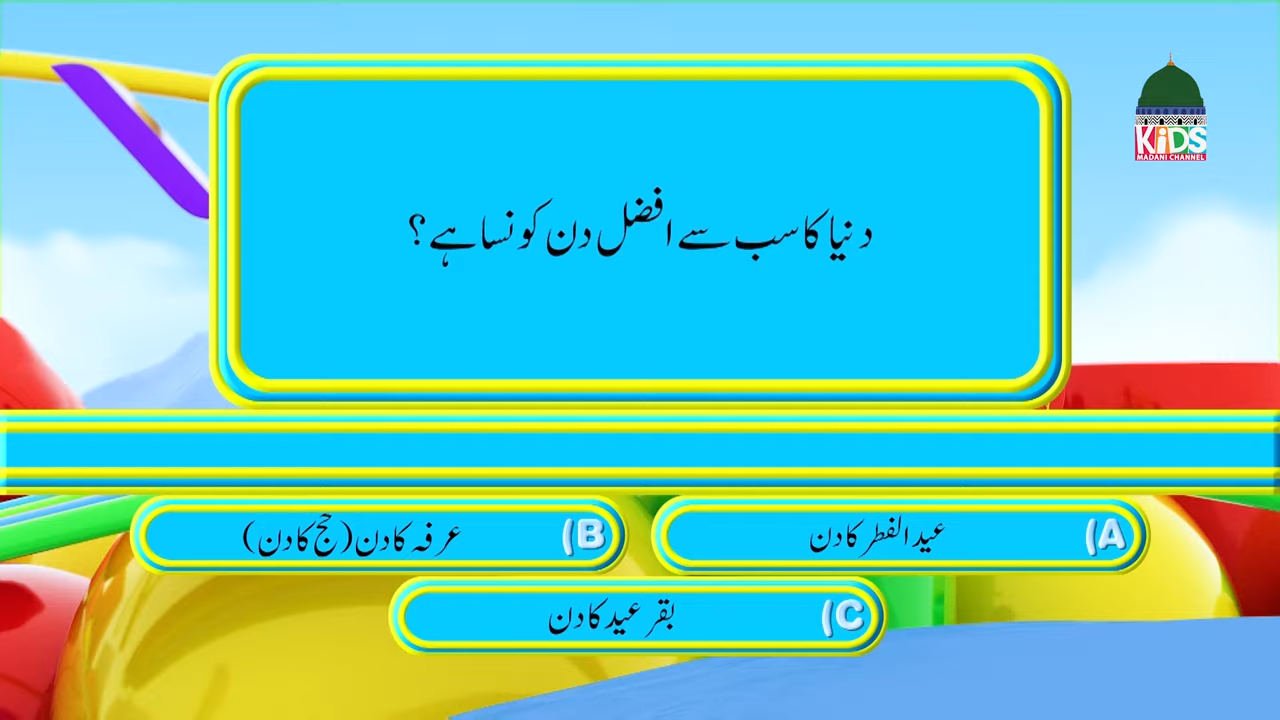 KiDS
MADANI CHANNEL
دنیا کا سب سے افضل دن کونسا ہے؟
A) عید الفطر کا دن
B) عرفہ کا دن (حج کا دن)
C) بقر عید کا دن